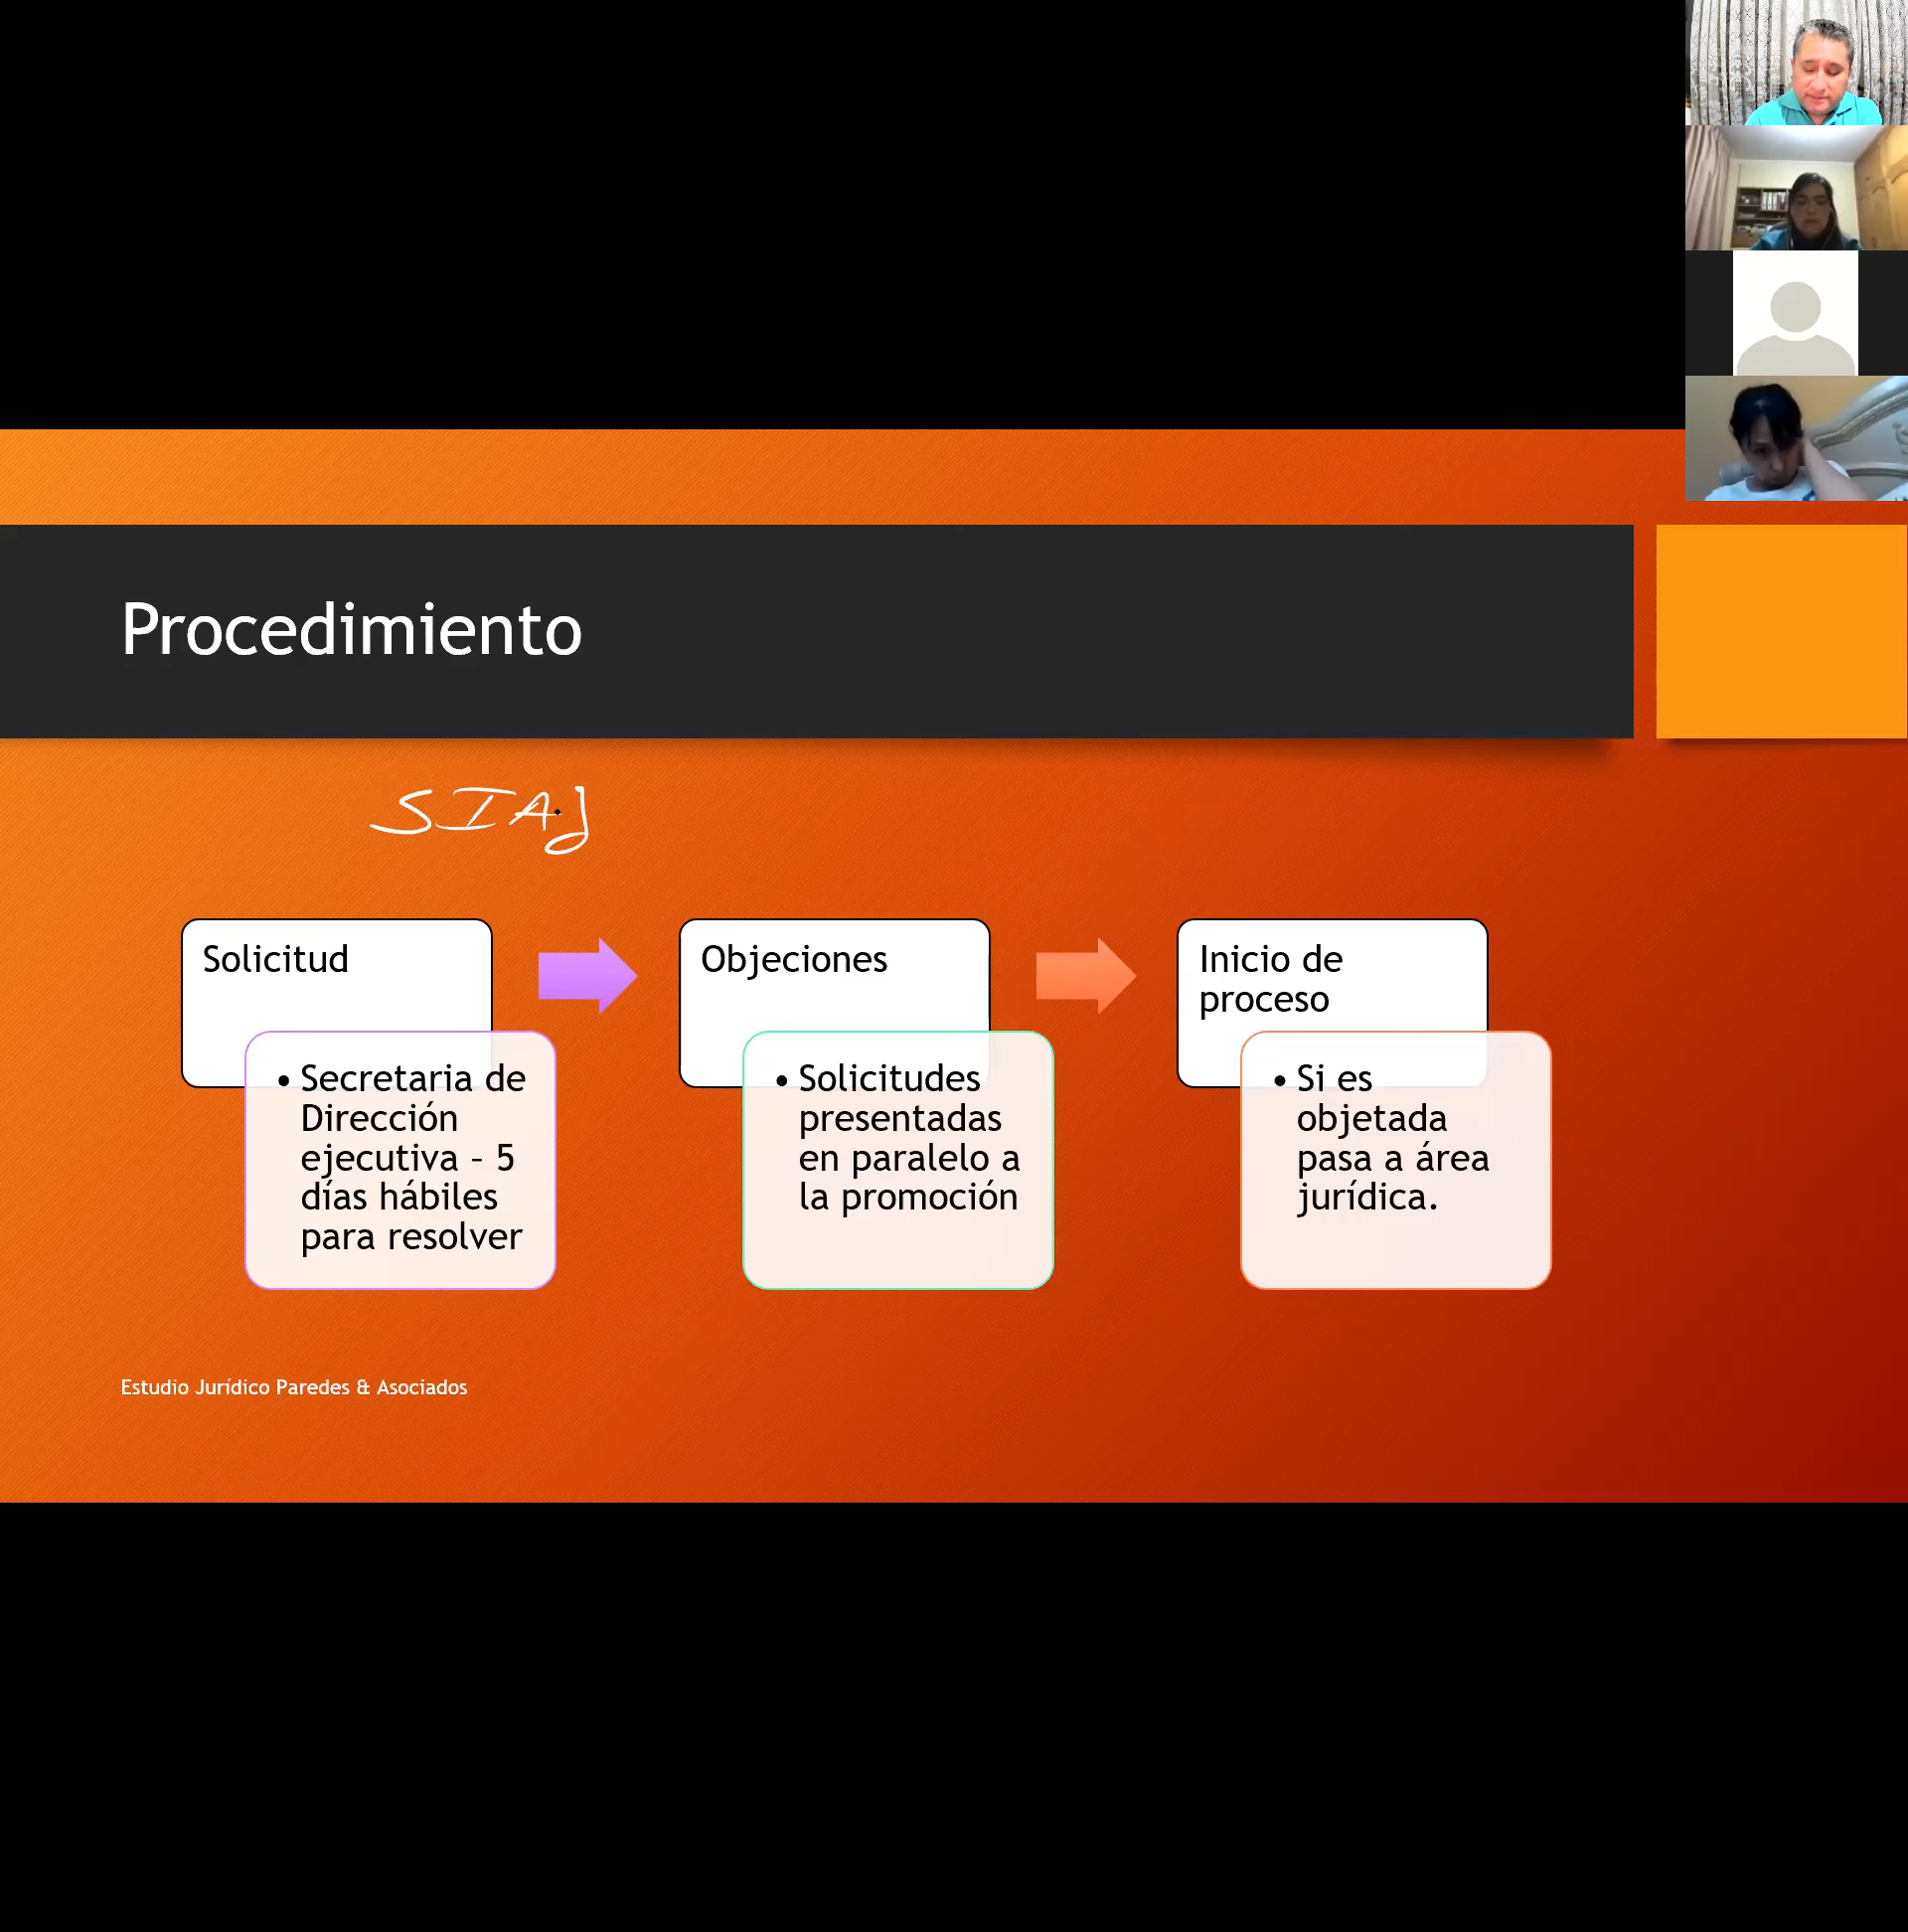 Procedimiento
SIAJ
Solicitud
• Secretaria de
Dirección
ejecutiva – 5
días hábiles
para resolver
Objeciones
• Solicitudes
presentadas
en paralelo a
la promoción
Inicio de
proceso
• Si es
objetada
pasa a área
jurídica.
Estudio Jurídico Paredes & Asociados